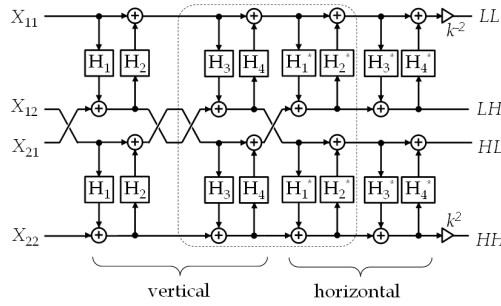 X₁₁ LL
k⁻²
H₁ H₂ H₃ H₄ H₁* H₂* H₃* H₄*
X₁₂ LH
X₂₁ HL
H₁ H₂ H₃ H₄ H₁* H₂* H₃* H₄*
k²
X₂₂ HH
vertical horizontal